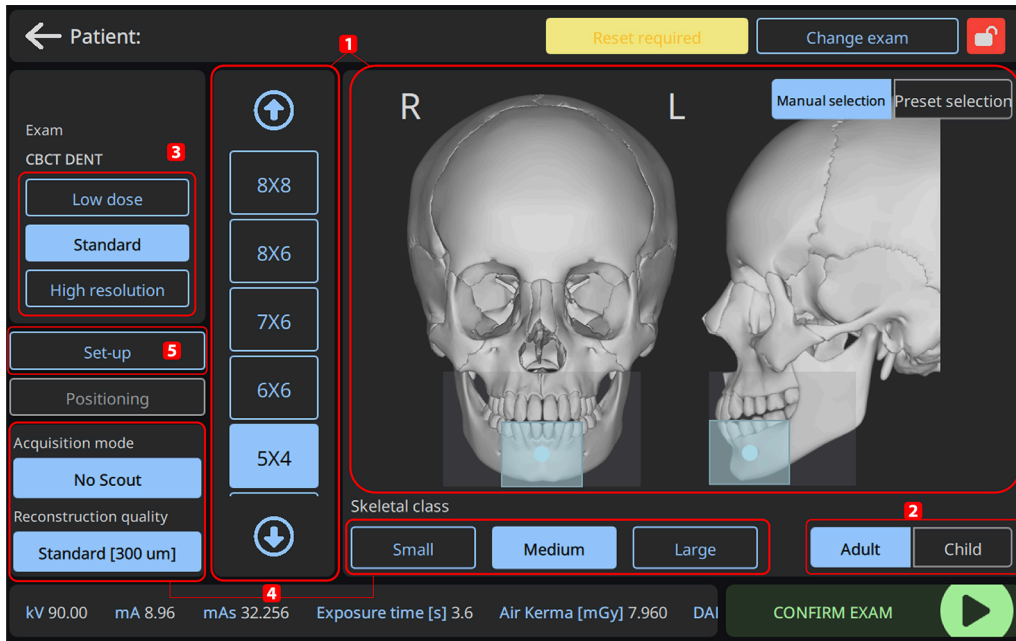 Patient:
Reset required
Change exam
1
Exam
CBCT DENT
3
Low dose
Standard
High resolution
Set-up
5
Positioning
Acquisition mode
No Scout
Reconstruction quality
Standard [300 um]
8X8
8X6
7X6
6X6
5X4
R
L
Manual selection
Preset selection
Skeletal class
Small
Medium
Large
2
Adult
Child
4
kV 90.00 mA 8.96 mAs 32.256 Exposure time [s] 3.6 Air Kerma [mGy] 7.960
CONFIRM EXAM